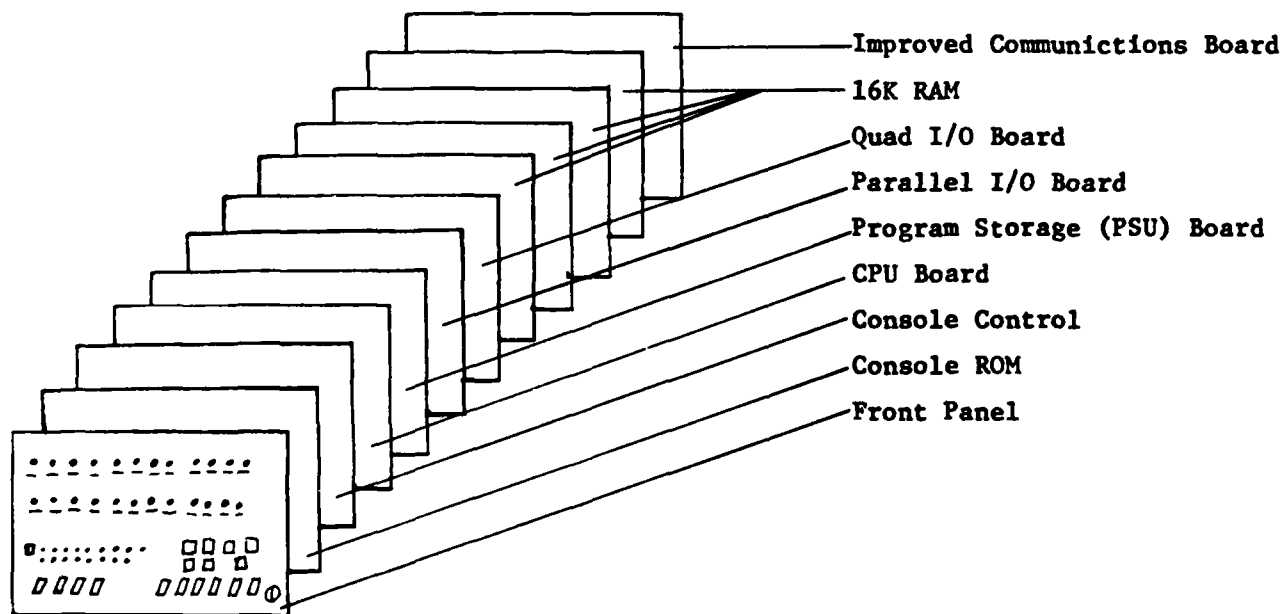 Improved Communictions Board
16K RAM
Quad I/O Board
Parallel I/O Board
Program Storage (PSU) Board
CPU Board
Console Control
Console ROM
Front Panel